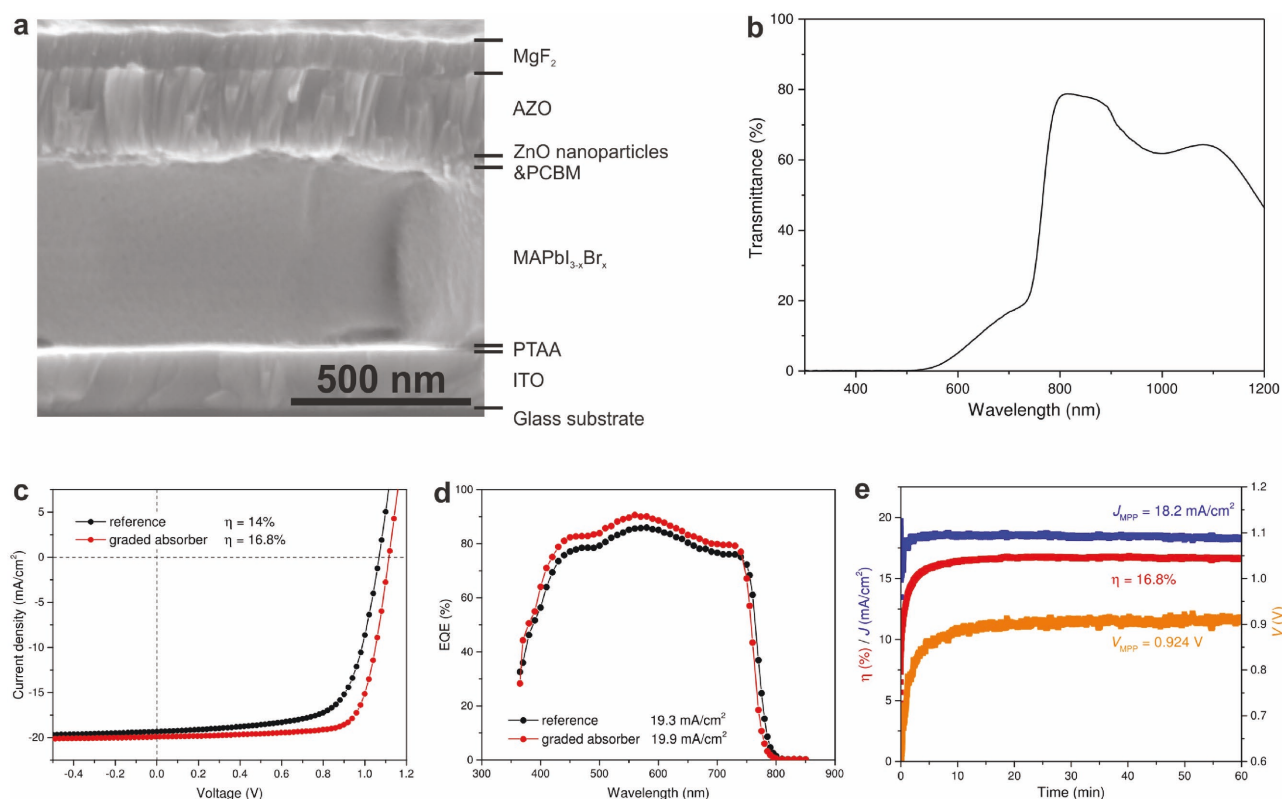 a
MgF₂
AZO
ZnO nanoparticles
&PCBM
MAPbI₃₋ₓBrₓ
PTAA
ITO
Glass substrate
500 nm
b
100
80
60
40
20
0
Transmittance (%)
400 600 800 1000 1200
Wavelength (nm)
c
reference η = 14%
graded absorber η = 16.8%
5
0
-5
-10
-15
-20
Current density (mA/cm²)
-0.4 -0.2 0.0 0.2 0.4 0.6 0.8 1.0 1.2
Voltage (V)
d
100
80
60
40
20
0
EQE (%)
reference 19.3 mA/cm²
graded absorber 19.9 mA/cm²
300 400 500 600 700 800 900
Wavelength (nm)
e
20
15
10
5
0
η (%) / J (mA/cm²)
J_MPP = 18.2 mA/cm²
η = 16.8%
V_MPP = 0.924 V
1.2
1.1
1.0
0.9
0.8
0.7
0.6
V (V)
0 10 20 30 40 50 60
Time (min)